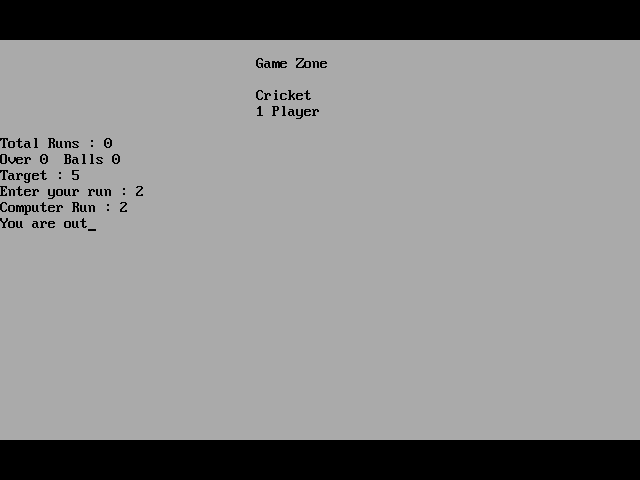 Game Zone
Cricket
1 Player
Total Runs : 0
Over 0  Balls 0
Target : 5
Enter your run : 2
Computer Run : 2
You are out_